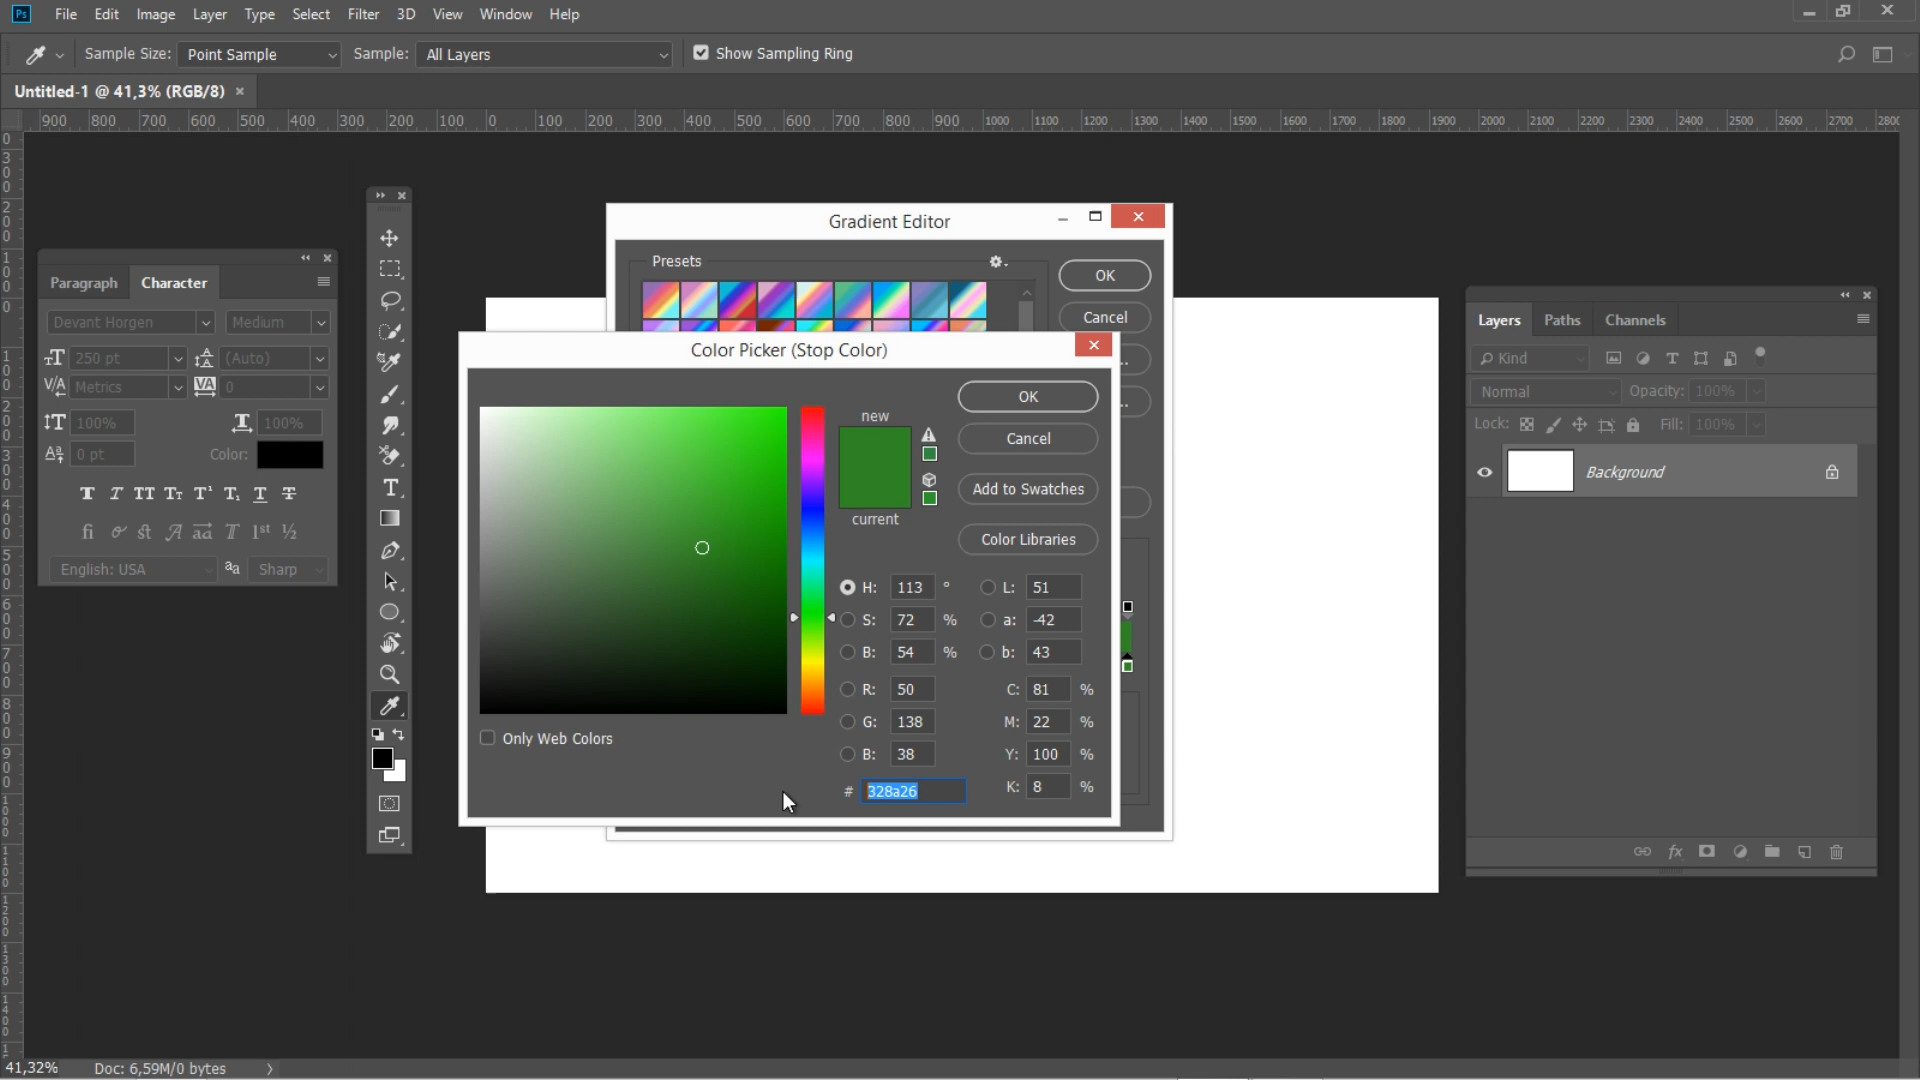 Ps File Edit Image Layer Type Select Filter 3D View Window Help
Sample Size: Point Sample Sample: All Layers Show Sampling Ring
Untitled-1 @ 41,3% (RGB/8) ×
900 800 700 600 500 400 300 200 100 0 100 200 300 400 500 600 700 800 900 1000 1100 1200 1300 1400 1500 1600 1700 1800 1900 2000 2100 2200 2300 2400 2500 2600 2700
Gradient Editor
Presets
OK
Cancel
Paragraph Character
Devant Horgen Medium
250 pt (Auto)
Metrics 0
100% 100%
0 pt Color:
English: USA aa Sharp
Color Picker (Stop Color)
new
current
OK
Cancel
Add to Swatches
Color Libraries
H: 113 ° L: 51
S: 72 % a: -42
B: 54 % b: 43
R: 50 C: 81 %
G: 138 M: 22 %
B: 38 Y: 100 %
# 328a26 K: 8 %
Only Web Colors
Layers Paths Channels
Kind
Normal Opacity: 100%
Lock: Fill: 100%
Background
fx
41,32% Doc: 6,59M/0 bytes